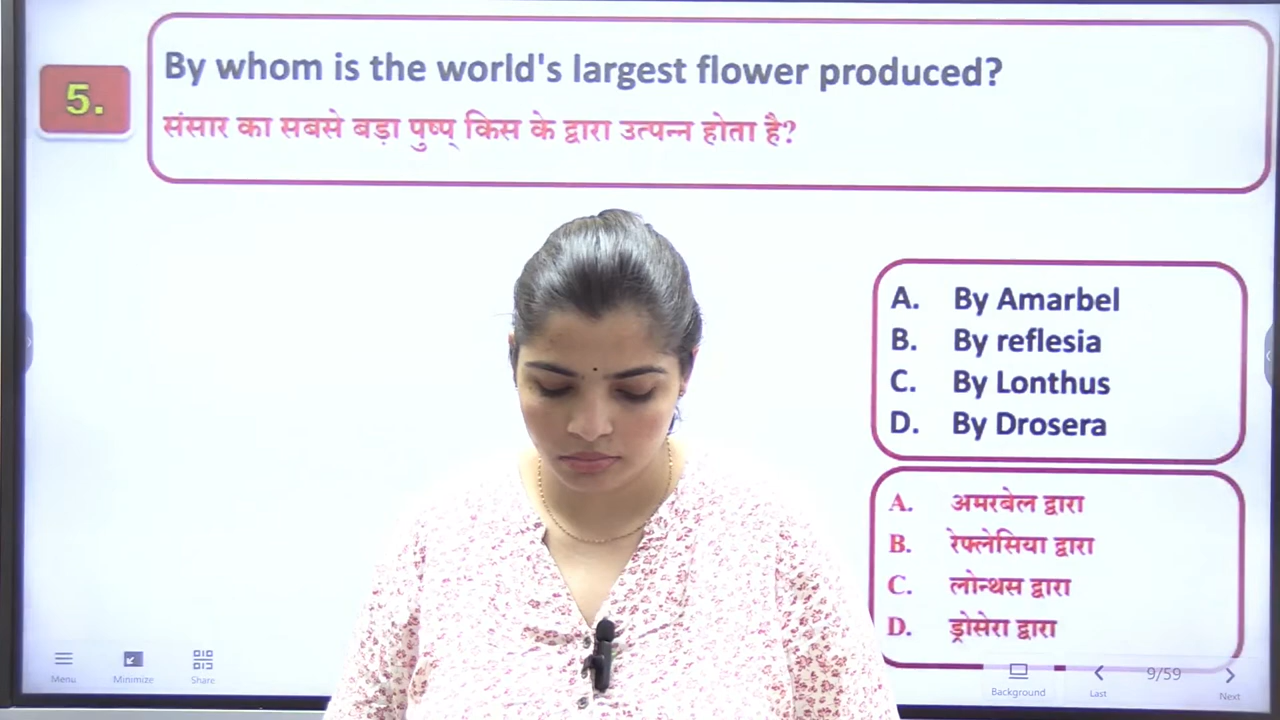 5.
By whom is the world's largest flower produced?
संसार का सबसे बड़ा पुष्प् किस के द्वारा उत्पन्न होता है?
A. By Amarbel
B. By reflesia
C. By Lonthus
D. By Drosera
A. अमरबेल द्वारा
B. रेफ्लेसिया द्वारा
C. लोन्थस द्वारा
D. ड्रोसेरा द्वारा
Menu
Minimize
Share
Background
Last
9/59
Next